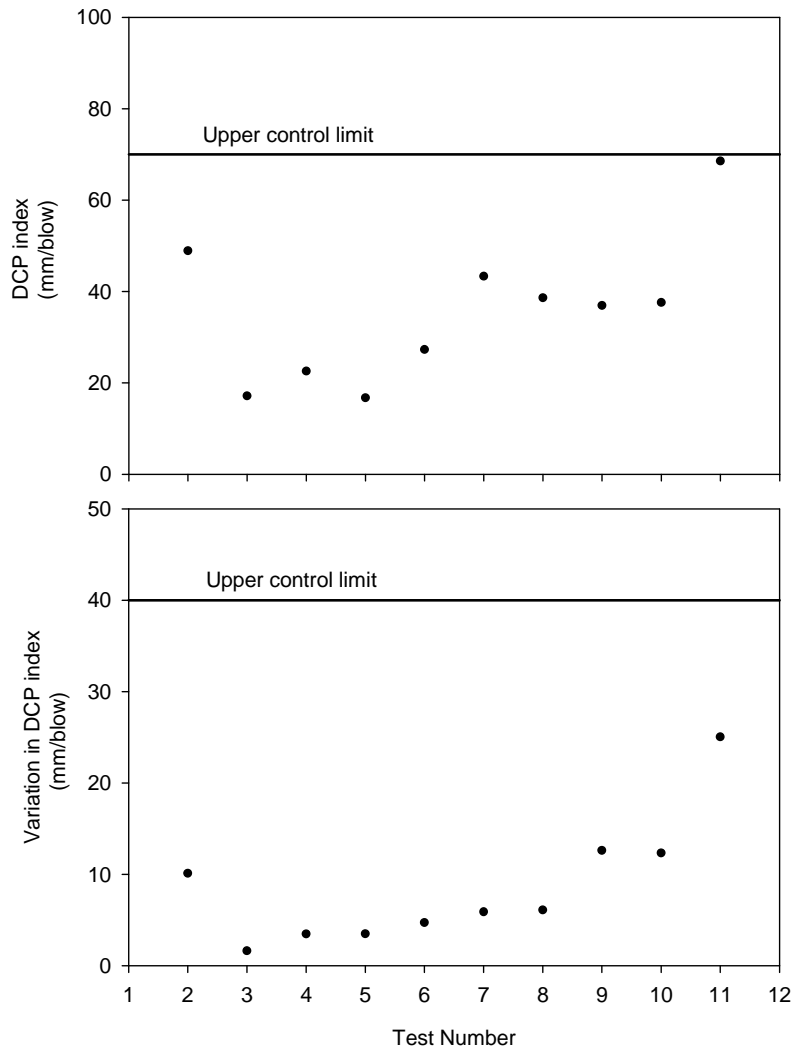 100
80
60
40
20
0
DCP index
(mm/blow)
Upper control limit
50
40
30
20
10
0
Variation in DCP index
(mm/blow)
Upper control limit
1 2 3 4 5 6 7 8 9 10 11 12
Test Number